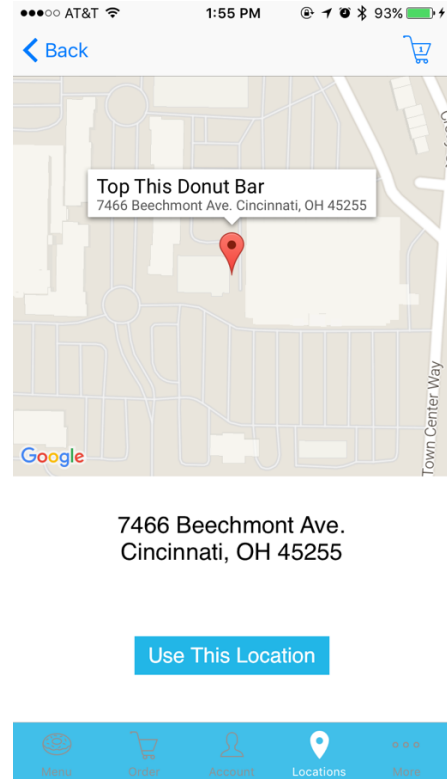 AT&T 1:55 PM 93%
Back
1
Top This Donut Bar
7466 Beechmont Ave. Cincinnati, OH 45255
Town Center Way
Google
7466 Beechmont Ave.
Cincinnati, OH 45255
Use This Location
Menu Order Account Locations More